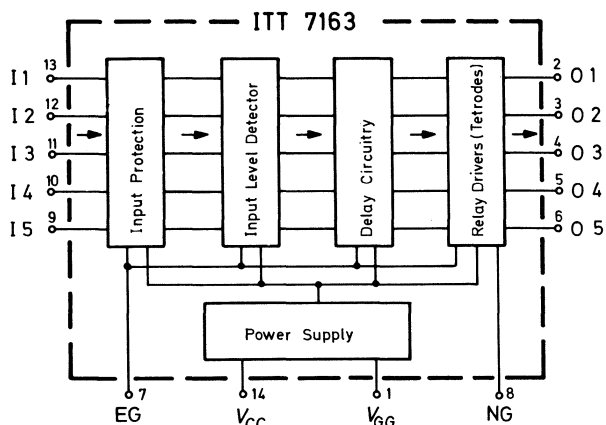 ITT 7163
I1 13
I2 12
I3 11
I4 10
I5 9
Input Protection
Input Level Detector
Delay Circuitry
Relay Drivers (Tetrodes)
2 O1
3 O2
4 O3
5 O4
6 O5
Power Supply
7 14 1 8
EG VCC VGG NG